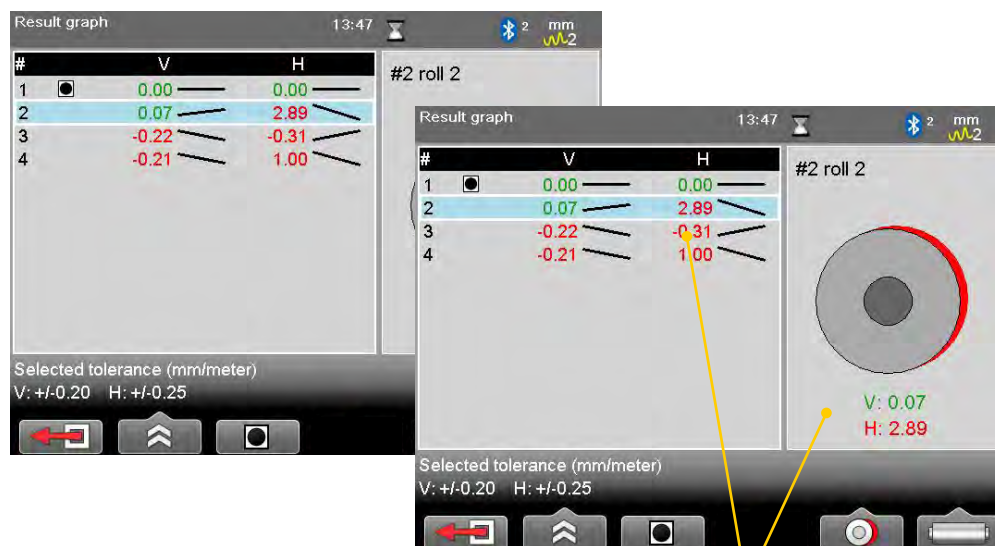 Result graph 13:47 2 mm
2
# V H
1 0.00 0.00
2 0.07 2.89
3 -0.22 -0.31
4 -0.21 1.00
#2 roll 2
Selected tolerance (mm/meter)
V: +/-0.20 H: +/-0.25
Result graph 13:47 2 mm
2
# V H
1 0.00 0.00
2 0.07 2.89
3 -0.22 -0.31
4 -0.21 1.00
#2 roll 2
V: 0.07
H: 2.89
Selected tolerance (mm/meter)
V: +/-0.20 H: +/-0.25